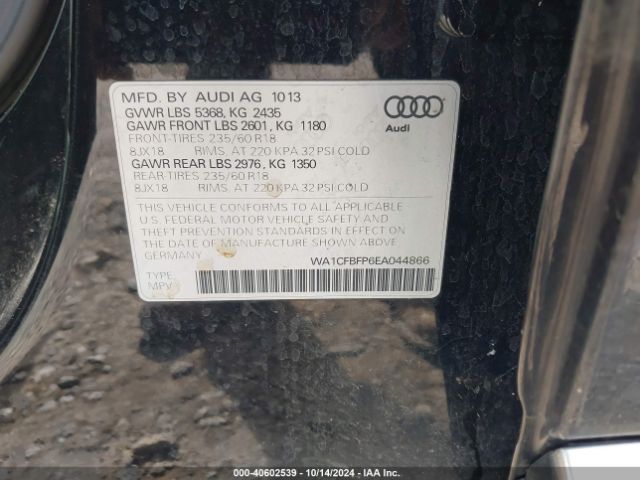 MFD. BY AUDI AG 10 13
GVWR LBS 5368, KG 2435
GAWR FRONT LBS 2601, KG 1180
FRONT-TIRES 235/60 R18
8JX18 RIMS, AT 220 KPA 32 PSI COLD
GAWR REAR LBS 2976, KG 1350
REAR-TIRES 235/60 R18
8JX18 RIMS, AT 220 KPA 32 PSI COLD
Audi
THIS VEHICLE CONFORMS TO ALL APPLICABLE
U.S. FEDERAL MOTOR VEHICLE SAFETY AND
THEFT PREVENTION STANDARDS IN EFFECT ON
THE DATE OF MANUFACTURE SHOWN ABOVE
GERMANY
WA1CFBFP6EA044866
TYPE:
MPV
000-40602539 - 10/14/2024 - IAA Inc.